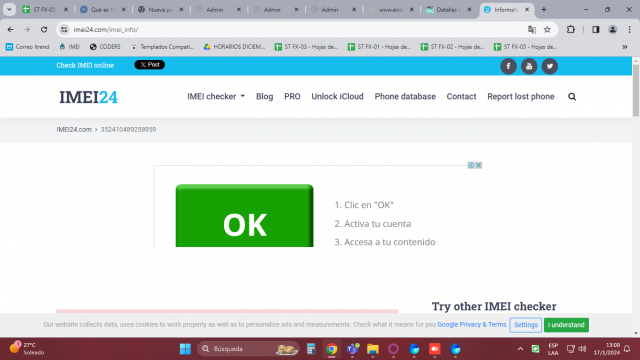 ST FX-0
Qué es
Nueva p
Admin
Admin
Admin
www.anx
Detalles
Informat
imei24.com/imei_info/
Correo Itrend
IMEI
CODERS
Templados Compati...
HORARIOS DICIEM...
ST FX-03 - Hojas de...
ST FX-01 - Hojas de...
ST FX-02 - Hojas de...
ST FX-05 - Hojas de...
Check IMEI online
Post
IMEI24
IMEI checker
Blog
PRO
Unlock iCloud
Phone database
Contact
Report lost phone
IMEI24.com > 352410489258959
OK
1. Clic en "OK"
2. Activa tu cuenta
3. Accesa a tu contenido
Try other IMEI checker
Our website collects data, uses cookies to work properly as well as to personalize ads and measurements. Check what it means for you Google Privacy & Terms.
Settings
I understand
1
27°C
Soleado
Búsqueda
ESP
LAA
13:00
17/1/2024